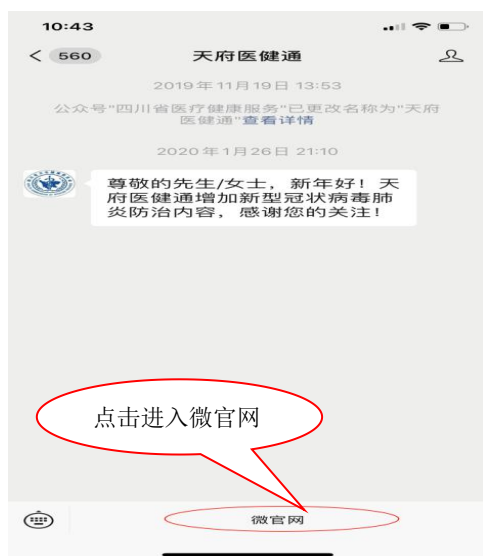 10:43
560
天府医健通
2019年11月19日 13:53
公众号"四川省医疗健康服务"已更改名称为"天府
医健通"查看详情
2020年1月26日 21:10
尊敬的先生/女士，新年好！天
府医健通增加新型冠状病毒肺
炎防治内容，感谢您的关注！
点击进入微官网
微官网